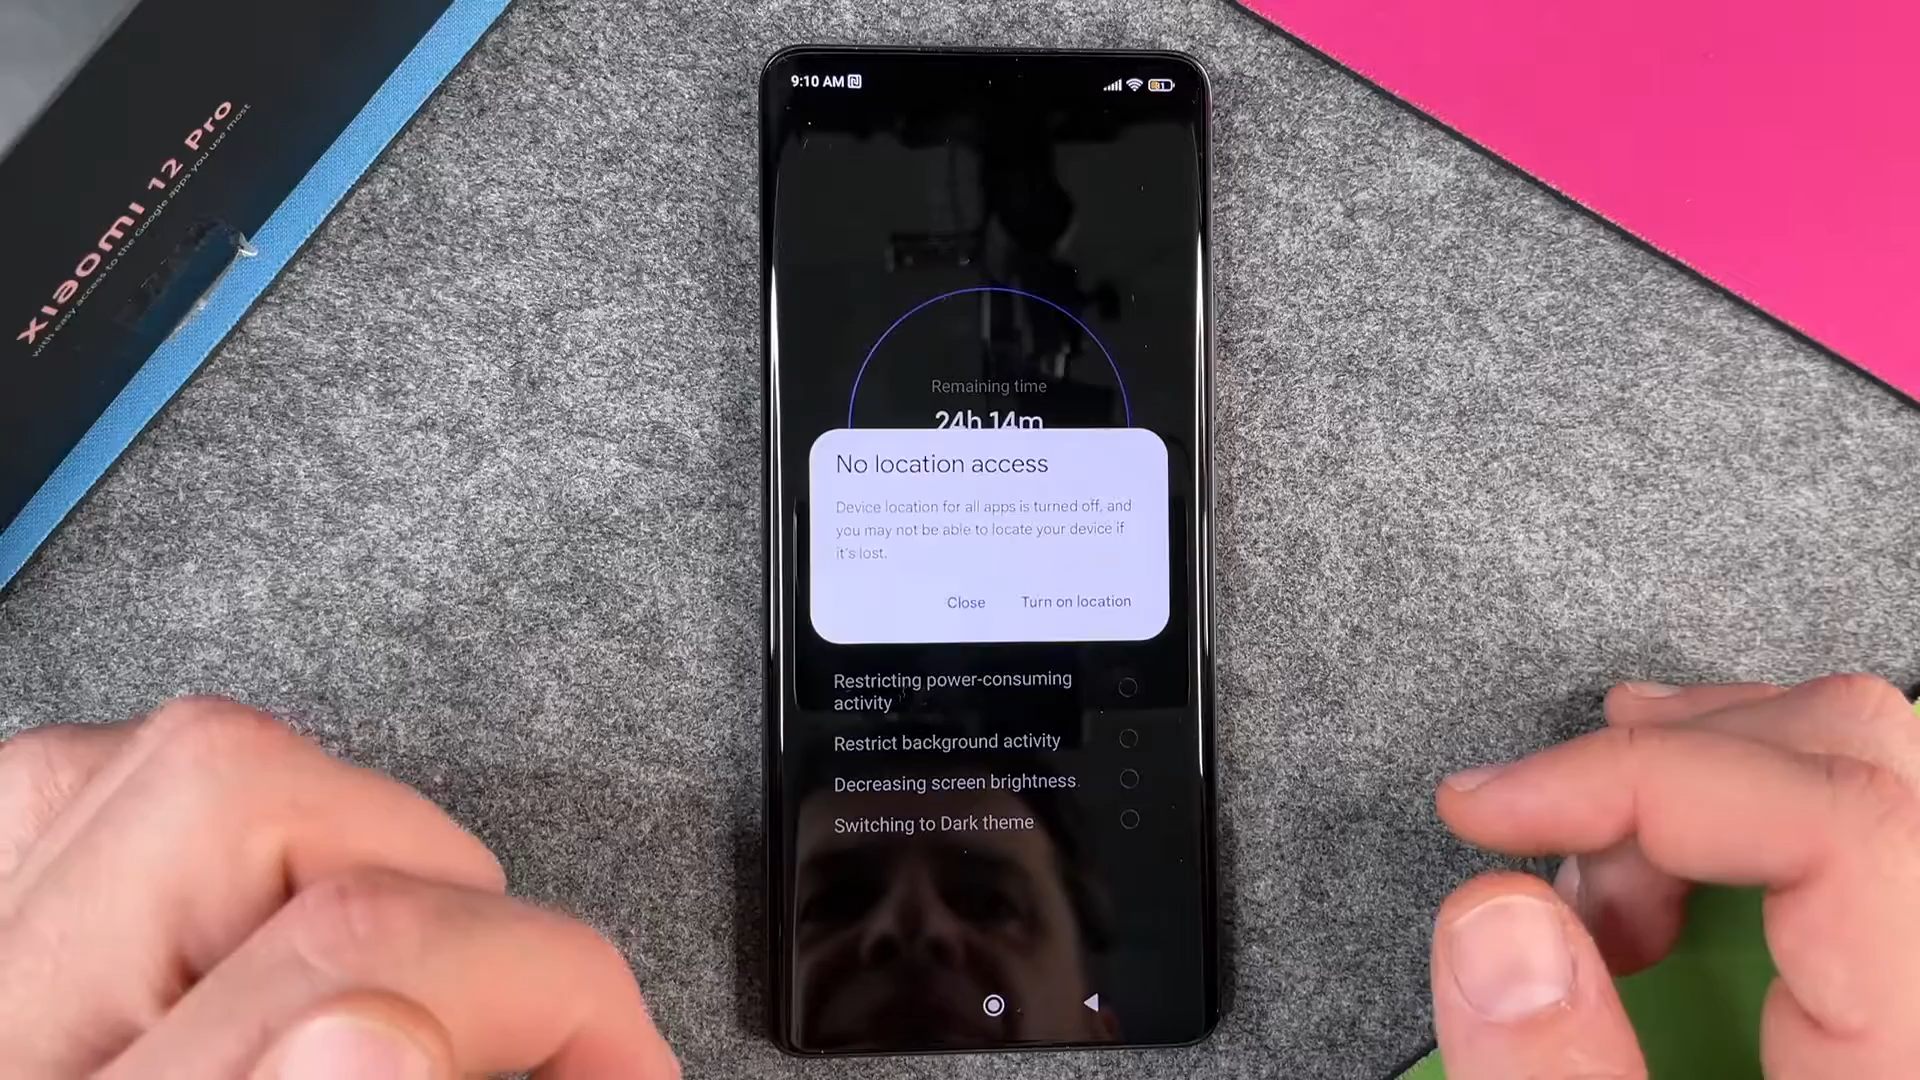 Xiaomi 12 Pro
with easy access to the Google apps you use most
9:10 AM
Remaining time
24h 14m
No location access
Device location for all apps is turned off, and
you may not be able to locate your device if
it's lost.
Close Turn on location
Restricting power-consuming
activity
Restrict background activity
Decreasing screen brightness
Switching to Dark theme